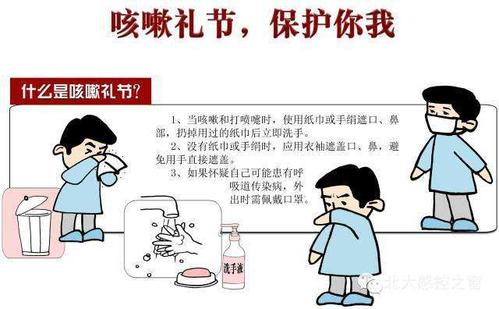 咳嗽礼节，保护你我
什么是咳嗽礼节？
1、当咳嗽和打喷嚏时，使用纸巾或手绢遮口、鼻
部，扔掉用过的纸巾后立即洗手。
2、没有纸巾或手绢时，应用衣袖遮盖口、鼻，避
免用手直接遮盖。
3、如果怀疑自己可能患有呼
吸道传染病，外
出时需佩戴口罩。
洗手液
北大感控之窗